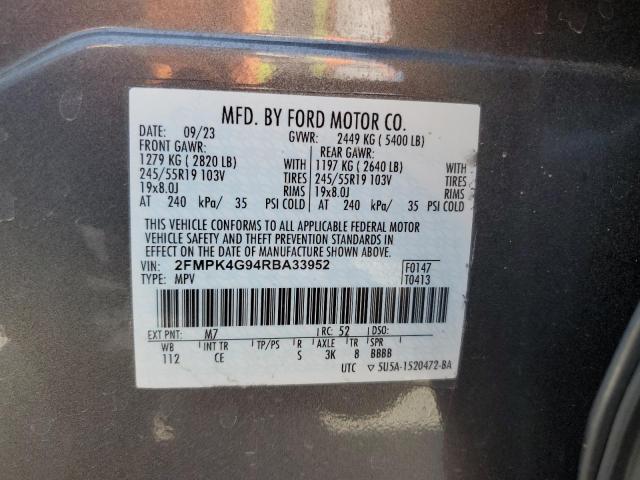 MFD. BY FORD MOTOR CO.
DATE: 09/23 GVWR: 2449 KG ( 5400 LB)
FRONT GAWR: REAR GAWR:
1279 KG ( 2820 LB) WITH 1197 KG ( 2640 LB) WITH
245/55R19 103V TIRES 245/55R19 103V TIRES
19x8.0J RIMS 19x8.0J RIMS
AT 240 kPa/ 35 PSI COLD AT 240 kPa/ 35 PSI COLD
THIS VEHICLE CONFORMS TO ALL APPLICABLE FEDERAL MOTOR
VEHICLE SAFETY AND THEFT PREVENTION STANDARDS IN
EFFECT ON THE DATE OF MANUFACTURE SHOWN ABOVE.
VIN: 2FMPK4G94RBA33952 F0147
TYPE: MPV T0413
EXT PNT: M7 RC: 52 DSO:
WB INT TR TP/PS R AXLE TR SPR
112 CE S 3K 8 BBBB
UTC ▽5U5A-1520472-BA